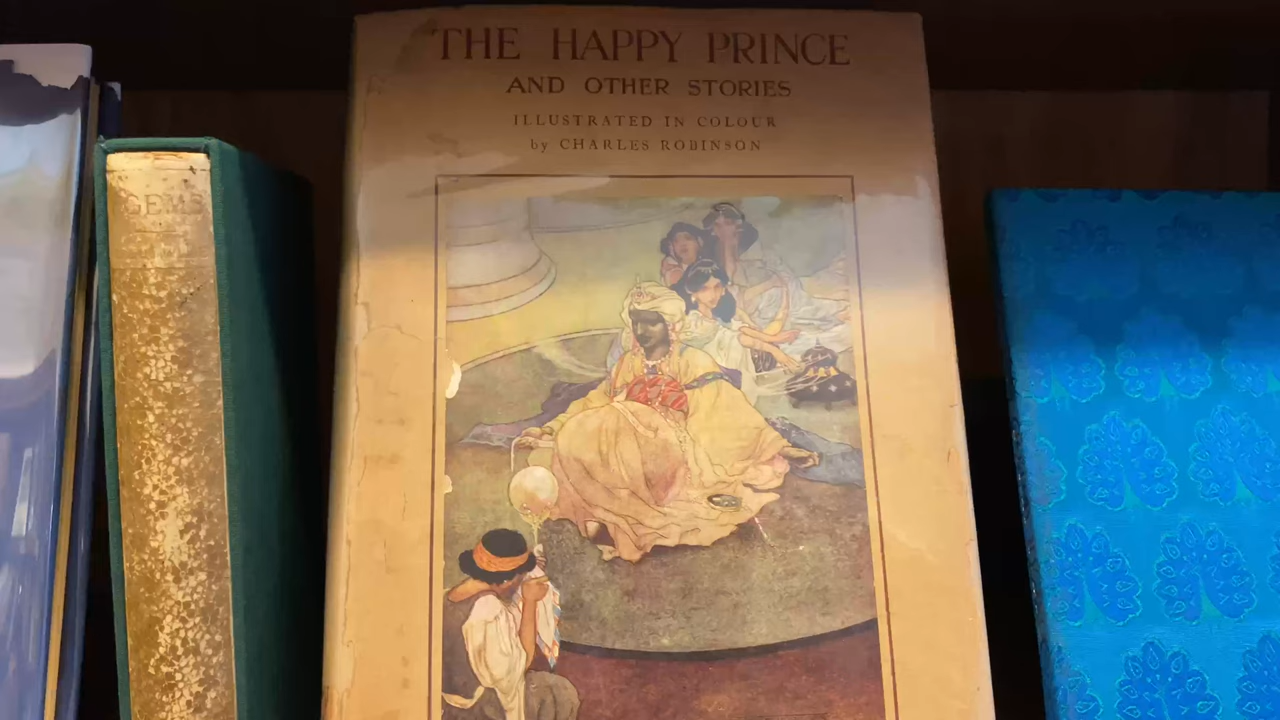 GEMS
THE HAPPY PRINCE
AND OTHER STORIES
ILLUSTRATED IN COLOUR
by CHARLES ROBINSON